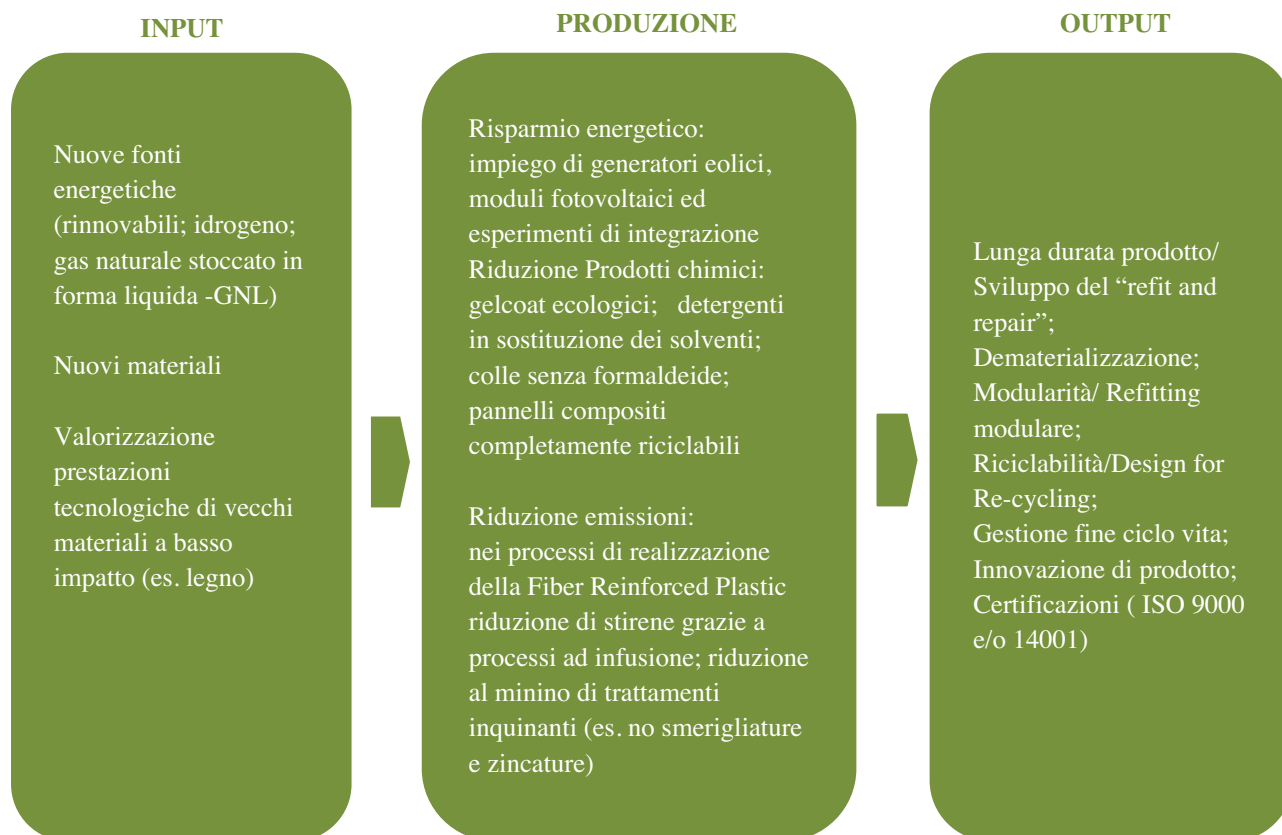 INPUT
Nuove fonti
energetiche
(rinnovabili; idrogeno;
gas naturale stoccato in
forma liquida -GNL)
Nuovi materiali
Valorizzazione
prestazioni
tecnologiche di vecchi
materiali a basso
impatto (es. legno)
PRODUZIONE
Risparmio energetico:
impiego di generatori eolici,
moduli fotovoltaici ed
esperimenti di integrazione
Riduzione Prodotti chimici:
gelcoat ecologici; detergenti
in sostituzione dei solventi;
colle senza formaldeide;
pannelli compositi
completamente riciclabili
Riduzione emissioni:
nei processi di realizzazione
della Fiber Reinforced Plastic
riduzione di stirene grazie a
processi ad infusione; riduzione
al minino di trattamenti
inquinanti (es. no smerigliature
e zincature)
OUTPUT
Lunga durata prodotto/
Sviluppo del “refit and
repair”;
Dematerializzazione;
Modularità/ Refitting
modulare;
Riciclabilità/Design for
Re-cycling;
Gestione fine ciclo vita;
Innovazione di prodotto;
Certificazioni ( ISO 9000
e/o 14001)